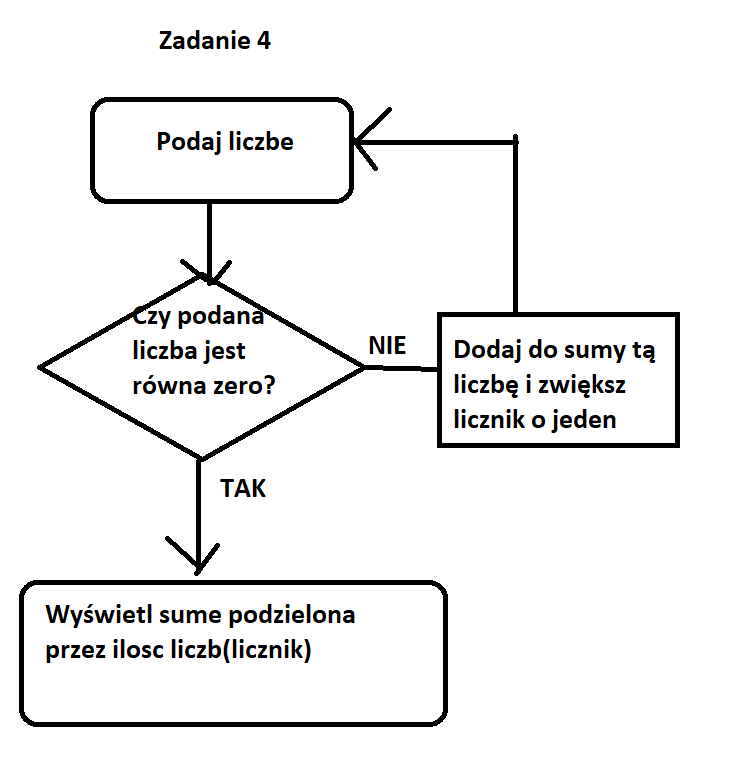 Zadanie 4
Podaj liczbe
Czy podana
liczba jest
równa zero?
NIE
Dodaj do sumy tą
liczbę i zwiększ
licznik o jeden
TAK
Wyświetl sume podzielona
przez ilosc liczb(licznik)